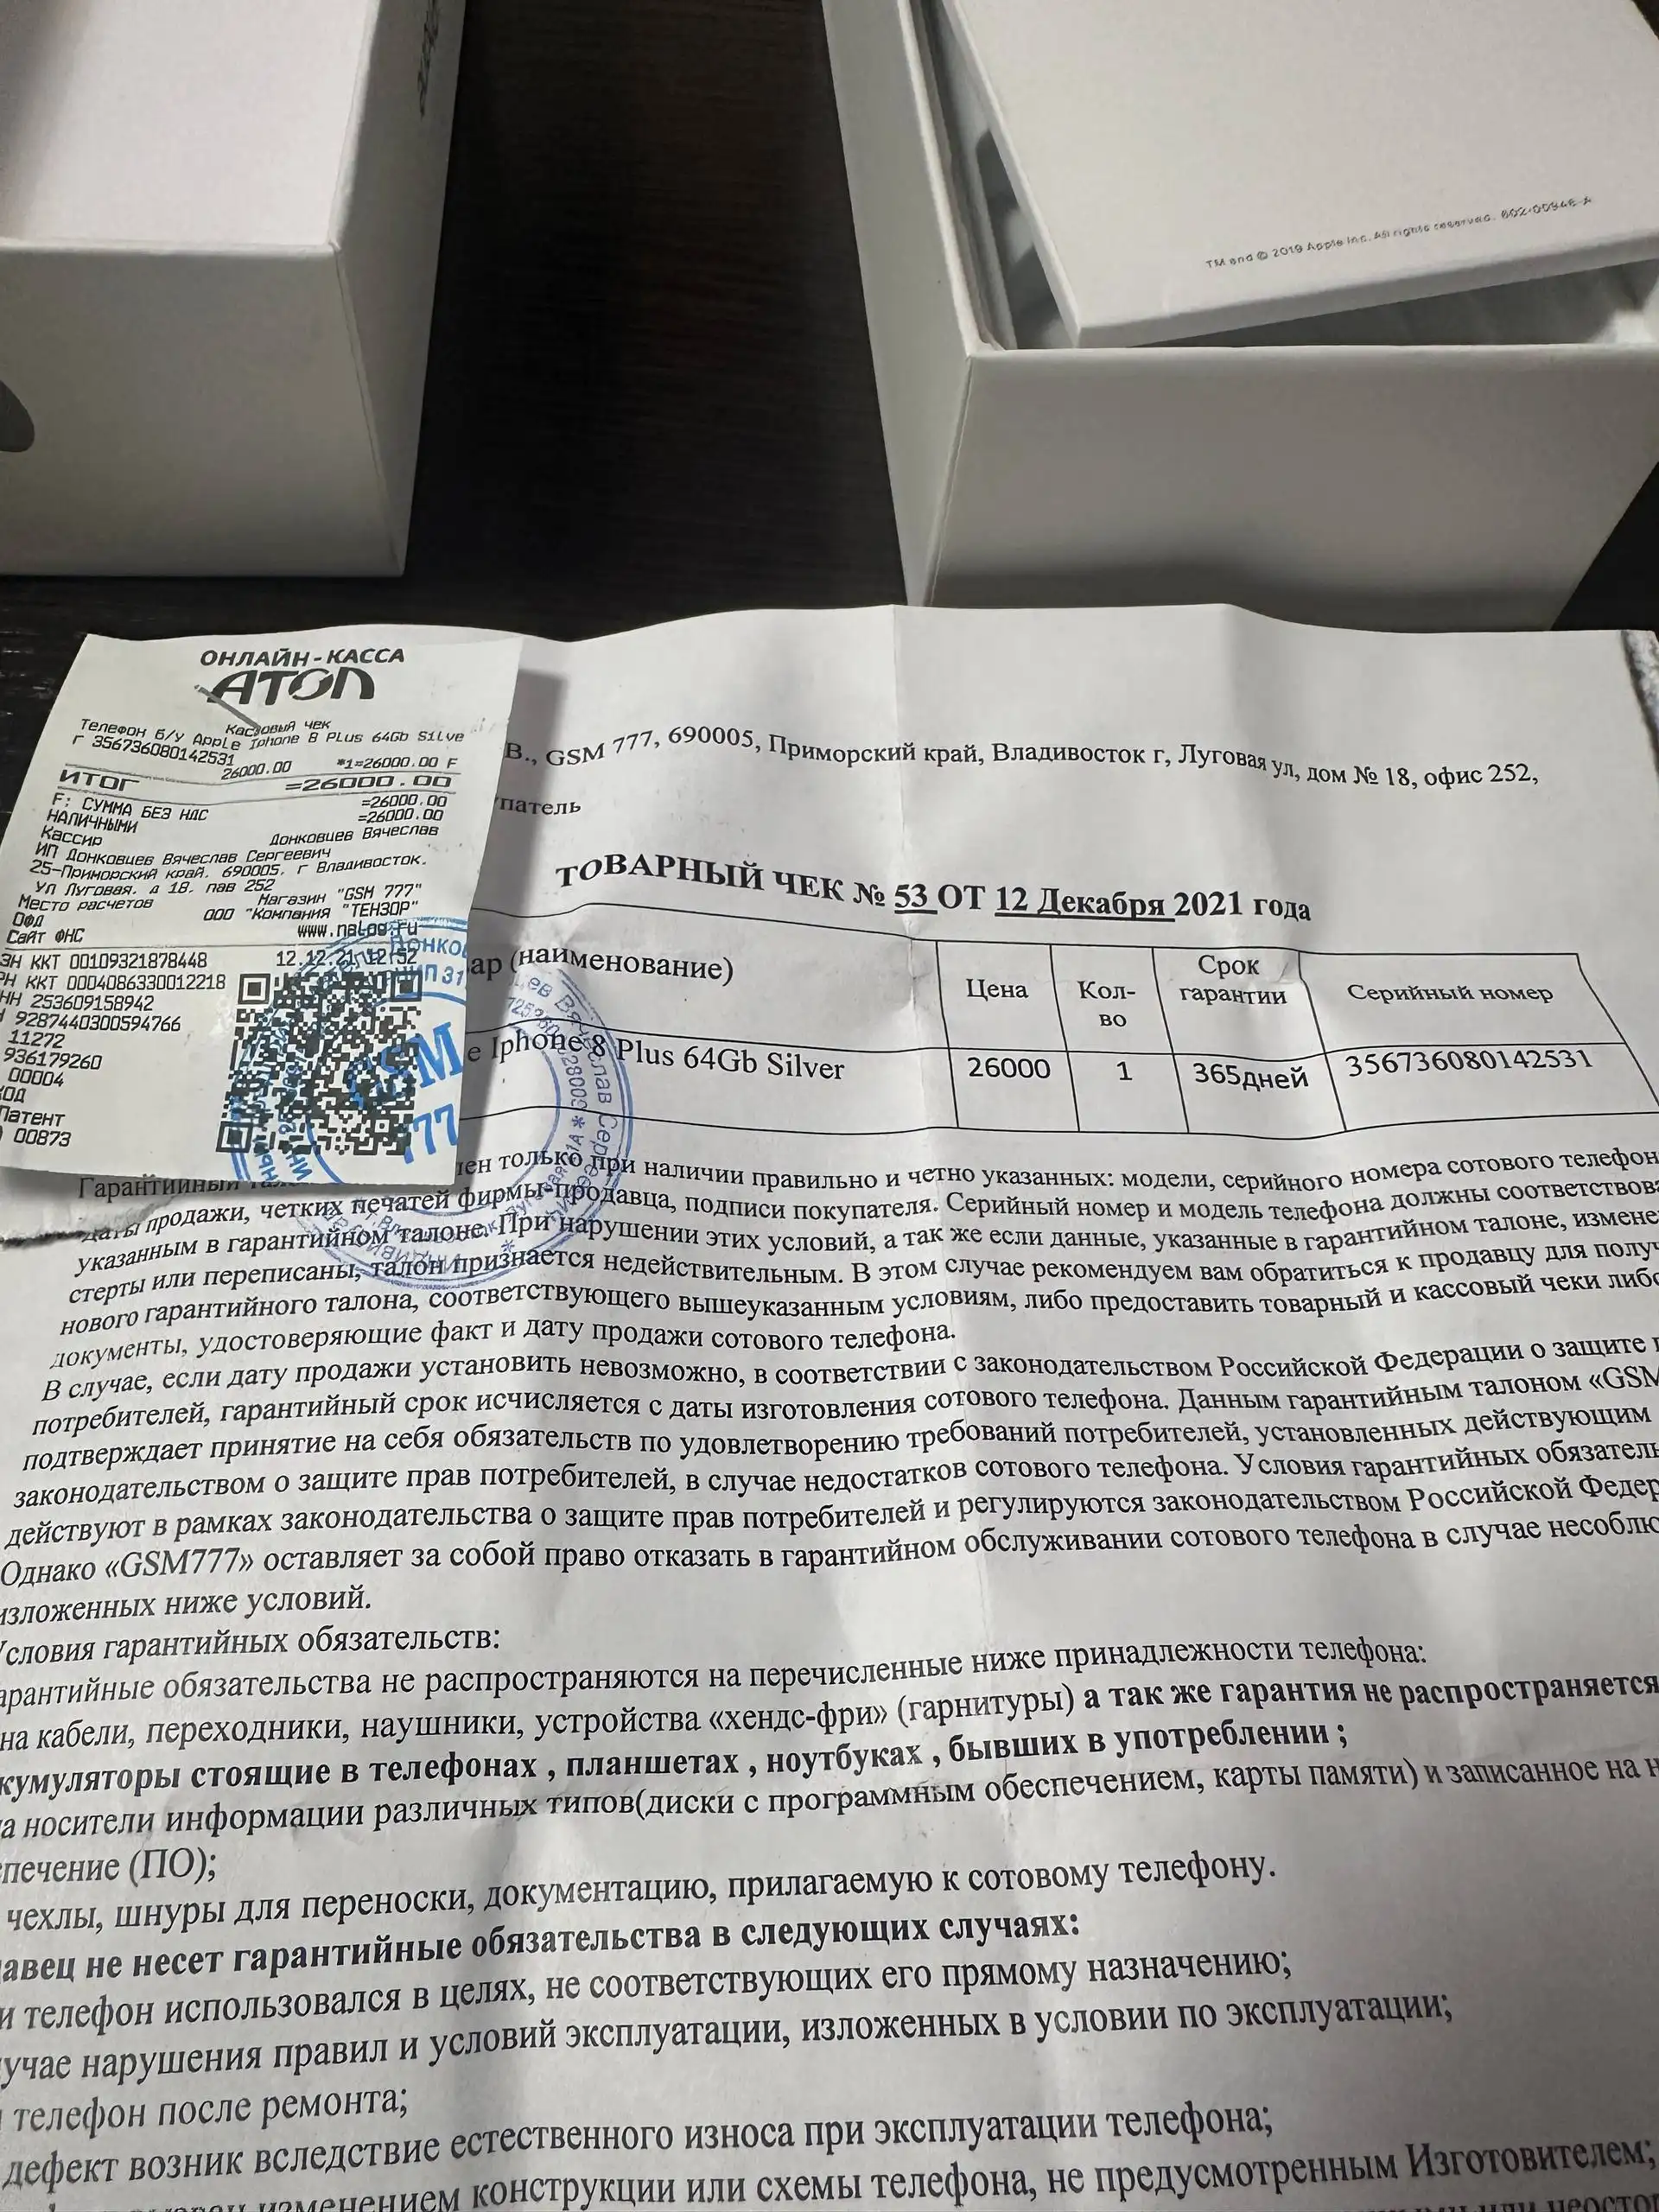 TM and © 2019 Apple Inc. All rights reserved. 602-00946-A
ОНЛАЙН-КАССА
АТОЛ
Кассовый чек
Телефон б/у Apple Iphone 8 Plus 64Gb Silve
r 356736080142531
26000.00 *1=26000.00 F
ИТОГ =26000.00
F: СУММА БЕЗ НДС =26000.00
НАЛИЧНЫМИ =26000.00
Кассир Донковцев Вячеслав
ИП Донковцев Вячеслав Сергеевич
25-Приморский край, 690005, г Владивосток,
Ул Луговая, д 18, пав 252
Место расчетов Магазин "GSM 777"
ОФД ООО "Компания "ТЕНЗОР"
Сайт ФНС www.nalog.ru
ЗН ККТ 00109321878448 12.12.21 12:52
РН ККТ 0004086330012218
НН 253609158942
9287440300594766
11272
936179260
00004
ХОД
Патент
00873
GSM
777
В., GSM 777, 690005, Приморский край, Владивосток г, Луговая ул, дом № 18, офис 252,
патель
ТОВАРНЫЙ ЧЕК № 53 ОТ 12 Декабря 2021 года
ар (наименование) Цена Кол-во Срок гарантии Серийный номер
e Iphone 8 Plus 64Gb Silver 26000 1 365дней 356736080142531
Гарантийный ен только при наличии правильно и четно указанных: модели, серийного номера сотового телефон
даты продажи, четких печатей фирмы-продавца, подписи покупателя. Серийный номер и модель телефона должны соответствова
указанным в гарантийном талоне. При нарушении этих условий, а так же если данные, указанные в гарантийном талоне, измене
стерты или переписаны, талон признается недействительным. В этом случае рекомендуем вам обратиться к продавцу для получ
нового гарантийного талона, соответствующего вышеуказанным условиям, либо предоставить товарный и кассовый чеки либо
документы, удостоверяющие факт и дату продажи сотового телефона.
В случае, если дату продажи установить невозможно, в соответствии с законодательством Российской Федерации о защите п
потребителей, гарантийный срок исчисляется с даты изготовления сотового телефона. Данным гарантийным талоном «GSM
подтверждает принятие на себя обязательств по удовлетворению требований потребителей, установленных действующим
законодательством о защите прав потребителей, в случае недостатков сотового телефона. Условия гарантийных обязатель
действуют в рамках законодательства о защите прав потребителей и регулируются законодательством Российской Федер
Однако «GSM777» оставляет за собой право отказать в гарантийном обслуживании сотового телефона в случае несоблю
изложенных ниже условий.
Условия гарантийных обязательств:
арантийные обязательства не распространяются на перечисленные ниже принадлежности телефона:
на кабели, переходники, наушники, устройства «хендс-фри» (гарнитуры) а так же гарантия не распространяется
кумуляторы стоящие в телефонах , планшетах , ноутбуках , бывших в употреблении ;
а носители информации различных типов(диски с программным обеспечением, карты памяти) и записанное на н
печение (ПО);
чехлы, шнуры для переноски, документацию, прилагаемую к сотовому телефону.
авец не несет гарантийные обязательства в следующих случаях:
и телефон использовался в целях, не соответствующих его прямому назначению;
учае нарушения правил и условий эксплуатации, изложенных в условии по эксплуатации;
телефон после ремонта;
дефект возник вследствие естественного износа при эксплуатации телефона;
изменением конструкции или схемы телефона, не предусмотренным Изготовителем;